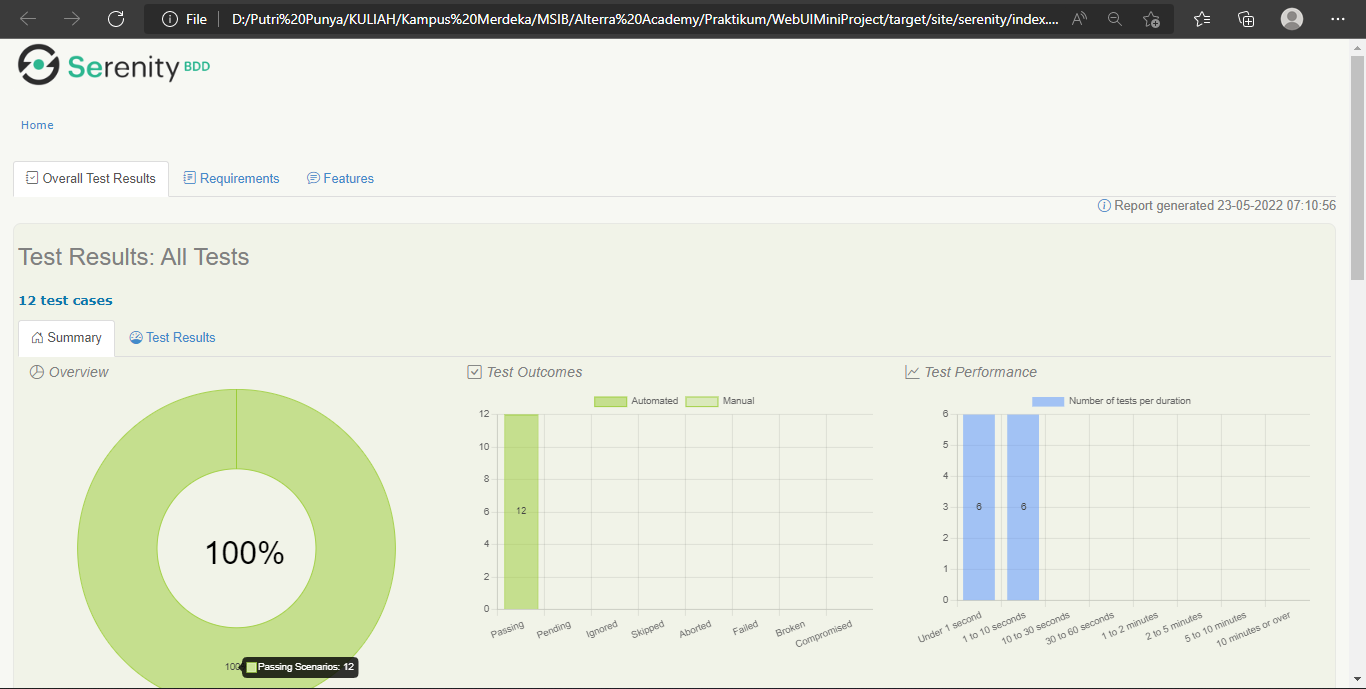 File
D:/Putri%20Punya/KULIAH/Kampus%20Merdeka/MSIB/Alterra%20Academy/Praktikum/WebUIMiniProject/target/site/serenity/index....
Serenity BDD
Home
Overall Test Results Requirements Features
Report generated 23-05-2022 07:10:56
Test Results: All Tests
12 test cases
Summary Test Results
Overview
100%
100
Passing Scenarios: 12
Test Outcomes
Automated Manual
12
10
8
6
4
2
0
12
Passing Pending Ignored Skipped Aborted Failed Broken Compromised
Test Performance
Number of tests per duration
6
5
4
3
2
1
0
6 6
Under 1 second 1 to 10 seconds 10 to 30 seconds 30 to 60 seconds 1 to 2 minutes 2 to 5 minutes 5 to 10 minutes 10 minutes or over